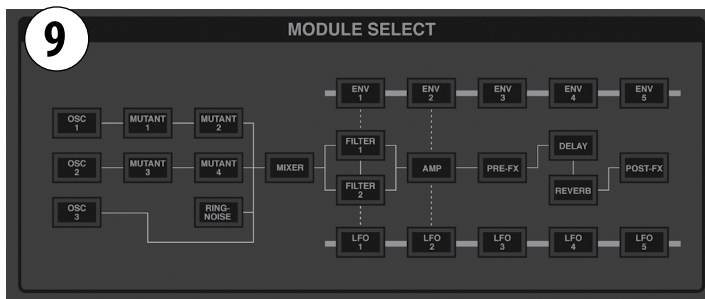 9
MODULE SELECT
ENV
1
ENV
2
ENV
3
ENV
4
ENV
5
OSC
1
MUTANT
1
MUTANT
2
FILTER
1
DELAY
OSC
2
MUTANT
3
MUTANT
4
MIXER
AMP
PRE-FX
POST-FX
FILTER
2
REVERB
OSC
3
RING-
NOISE
LFO
1
LFO
2
LFO
3
LFO
4
LFO
5